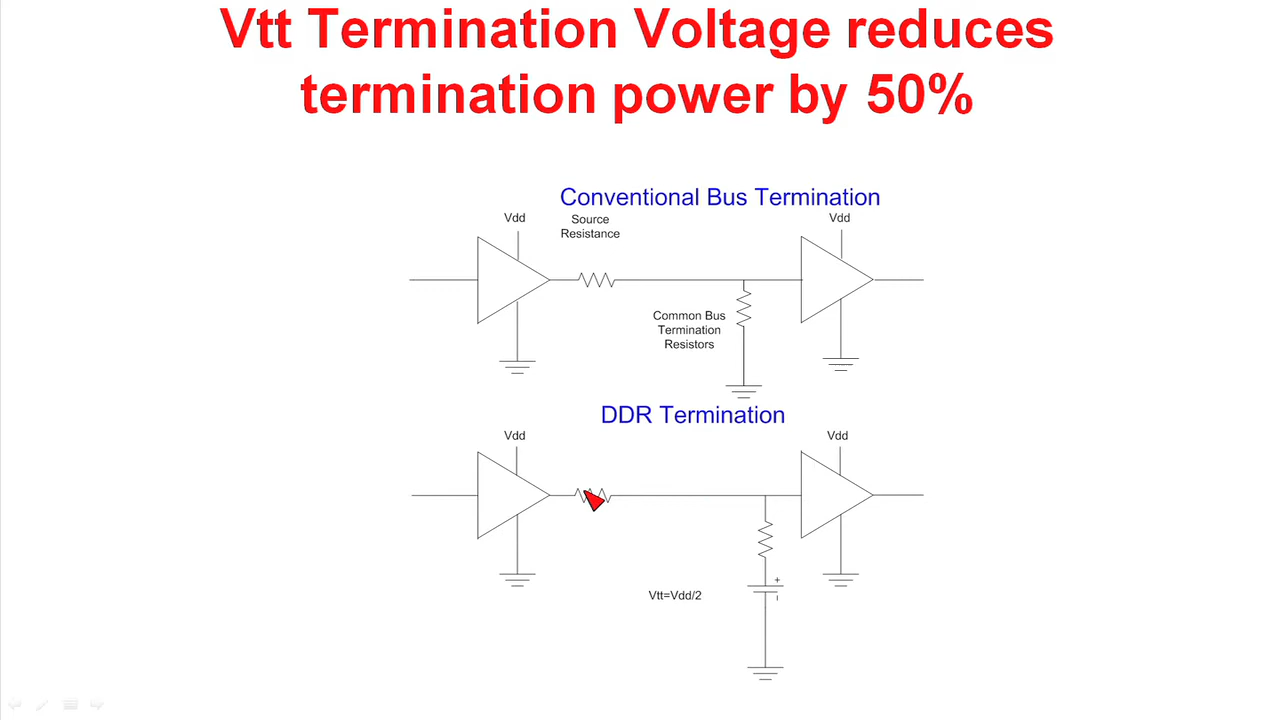 Vtt Termination Voltage reduces
termination power by 50%
Conventional Bus Termination
Vdd
Source
Resistance
Vdd
Common Bus
Termination
Resistors
DDR Termination
Vdd
Vdd
+
Vtt=Vdd/2
-